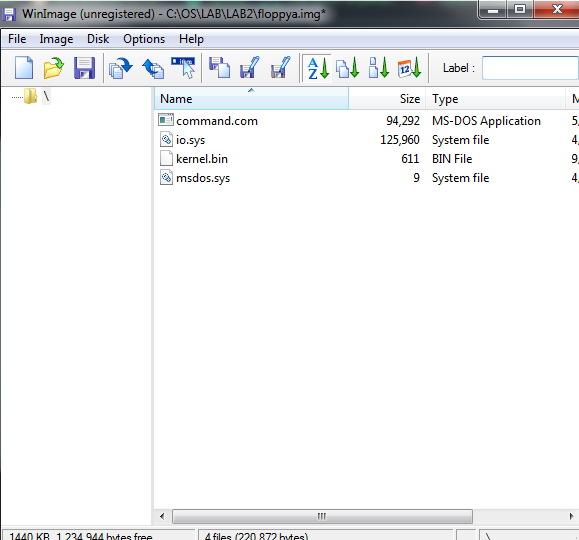 WinImage (unregistered) - C:\OS\LAB\LAB2\floppya.img*
File Image Disk Options Help
item A Z 12 Label :
\ Name Size Type M
command.com 94,292 MS-DOS Application 5,
io.sys 125,960 System file 4,
kernel.bin 611 BIN File 9,
msdos.sys 9 System file 4,
1440 KB, 1,234,944 bytes free 4 files (220,872 bytes) \